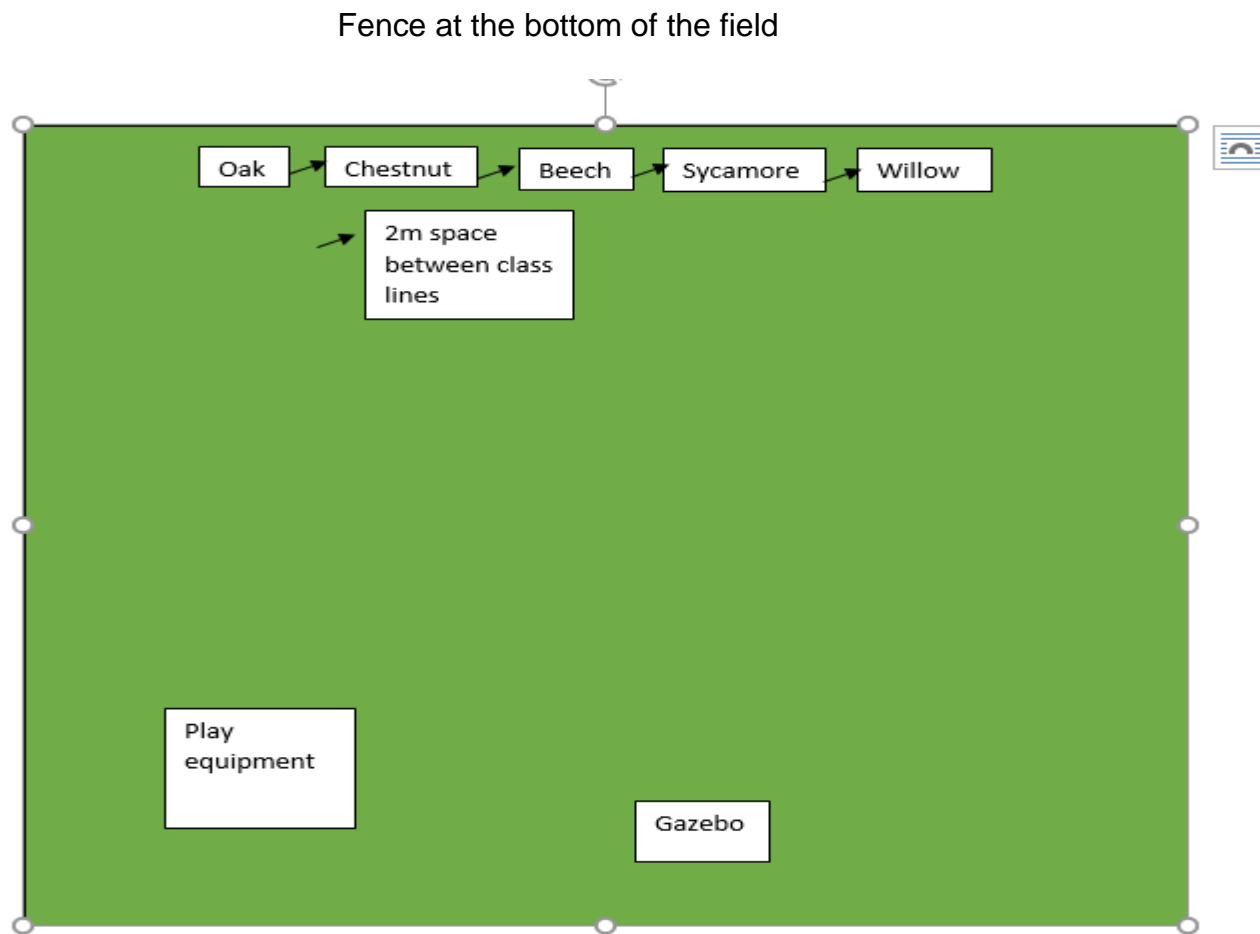 Fence at the bottom of the field
Oak
Chestnut
Beech
Sycamore
Willow
2m space
between class
lines
Play
equipment
Gazebo